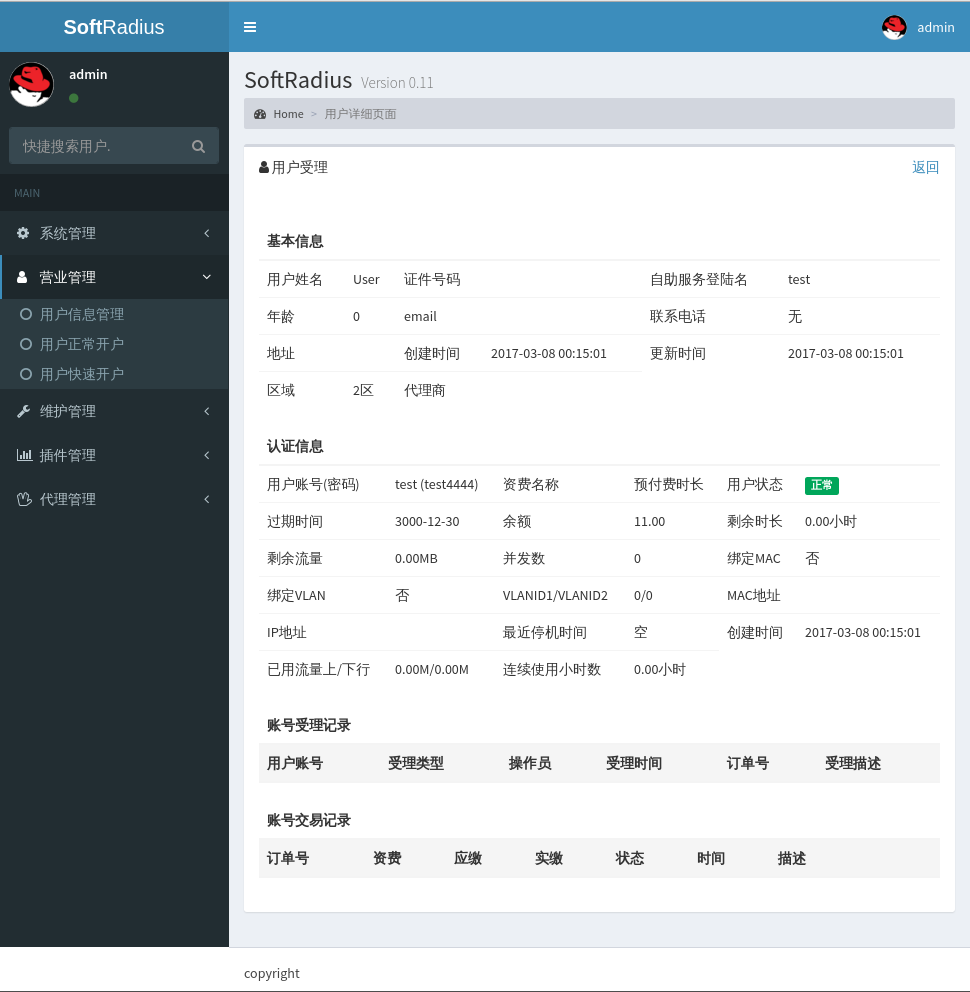 SoftRadius
admin
admin
快捷搜索用户.
MAIN
系统管理
营业管理
用户信息管理
用户正常开户
用户快速开户
维护管理
插件管理
代理管理
SoftRadius Version 0.11
Home > 用户详细页面
用户受理 返回
基本信息
用户姓名 User 证件号码 自助服务登陆名 test
年龄 0 email 联系电话 无
地址 创建时间 2017-03-08 00:15:01 更新时间 2017-03-08 00:15:01
区域 2区 代理商
认证信息
用户账号(密码) test (test4444) 资费名称 预付费时长 用户状态 正常
过期时间 3000-12-30 余额 11.00 剩余时长 0.00小时
剩余流量 0.00MB 并发数 0 绑定MAC 否
绑定VLAN 否 VLANID1/VLANID2 0/0 MAC地址
IP地址 最近停机时间 空 创建时间 2017-03-08 00:15:01
已用流量上/下行 0.00M/0.00M 连续使用小时数 0.00小时
账号受理记录
用户账号 受理类型 操作员 受理时间 订单号 受理描述
账号交易记录
订单号 资费 应缴 实缴 状态 时间 描述
copyright